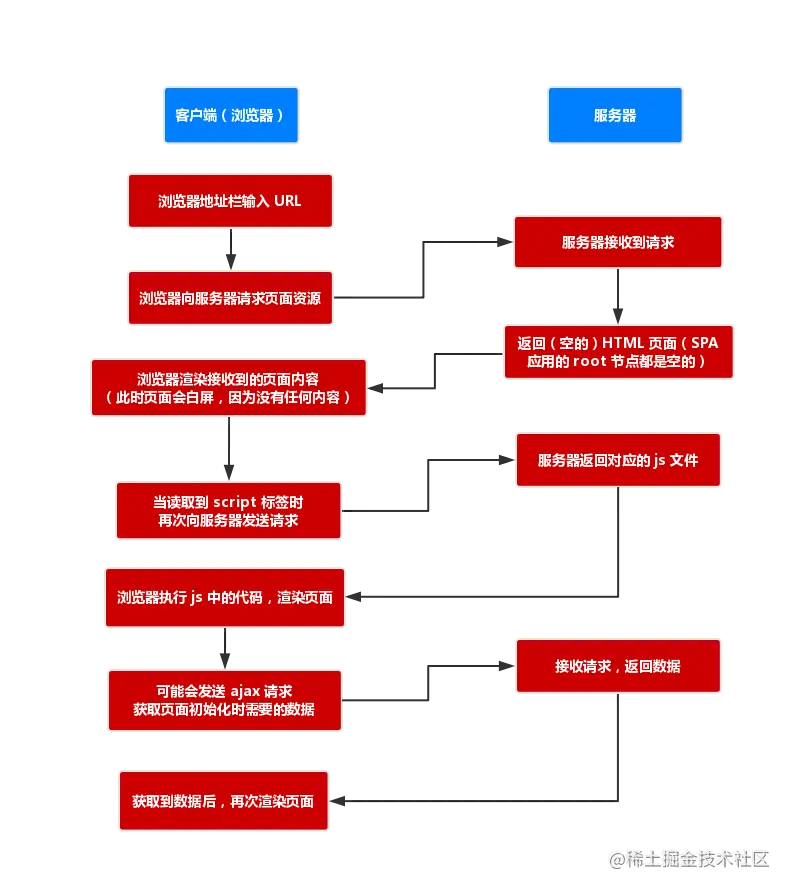 客户端（浏览器）
服务器
浏览器地址栏输入 URL
服务器接收到请求
浏览器向服务器请求页面资源
返回（空的）HTML 页面（SPA
应用的 root 节点都是空的）
浏览器渲染接收到的页面内容
（此时页面会白屏，因为没有任何内容）
服务器返回对应的 js 文件
当读取到 script 标签时
再次向服务器发送请求
浏览器执行 js 中的代码，渲染页面
接收请求，返回数据
可能会发送 ajax 请求
获取页面初始化时需要的数据
获取到数据后，再次渲染页面
@稀土掘金技术社区